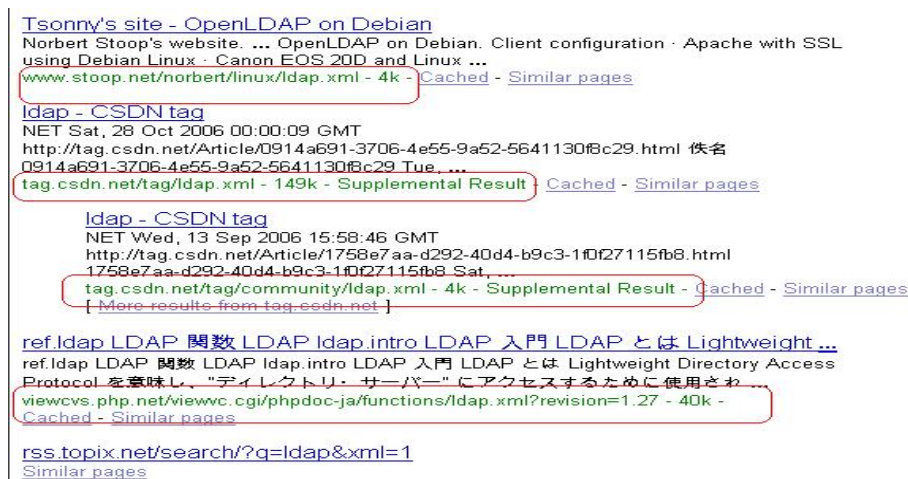 Tsonny's site - OpenLDAP on Debian
Norbert Stoop's website. ... OpenLDAP on Debian. Client configuration · Apache with SSL
using Debian Linux · Canon EOS 20D and Linux ...
www.stoop.net/norbert/linux/ldap.xml - 4k - Cached - Similar pages
ldap - CSDN tag
NET Sat, 28 Oct 2006 00:00:09 GMT
http://tag.csdn.net/Article/0914a691-3706-4e55-9a52-5641130f8c29.html 佚名
0914a691-3706-4e55-9a52-5641130f8c29 Tue, ...
tag.csdn.net/tag/ldap.xml - 149k - Supplemental Result - Cached - Similar pages
ldap - CSDN tag
NET Wed, 13 Sep 2006 15:58:46 GMT
http://tag.csdn.net/Article/1758e7aa-d292-40d4-b9c3-1f0f27115fb8.html
1758e7aa-d292-40d4-b9c3-1f0f27115fb8 Sat, ...
tag.csdn.net/tag/community/ldap.xml - 4k - Supplemental Result - Cached - Similar pages
[ More results from tag.csdn.net ]
ref.ldap LDAP 関数 LDAP ldap.intro LDAP 入門 LDAP とは Lightweight ...
ref.ldap LDAP 関数 LDAP ldap.intro LDAP 入門 LDAP とは Lightweight Directory Access
Protocol を意味し、"ディレクトリ・ サーバー" にアクセスするために使用され ...
viewcvs.php.net/viewvc.cgi/phpdoc-ja/functions/ldap.xml?revision=1.27 - 40k -
Cached - Similar pages
rss.topix.net/search/?q=ldap&xml=1
Similar pages